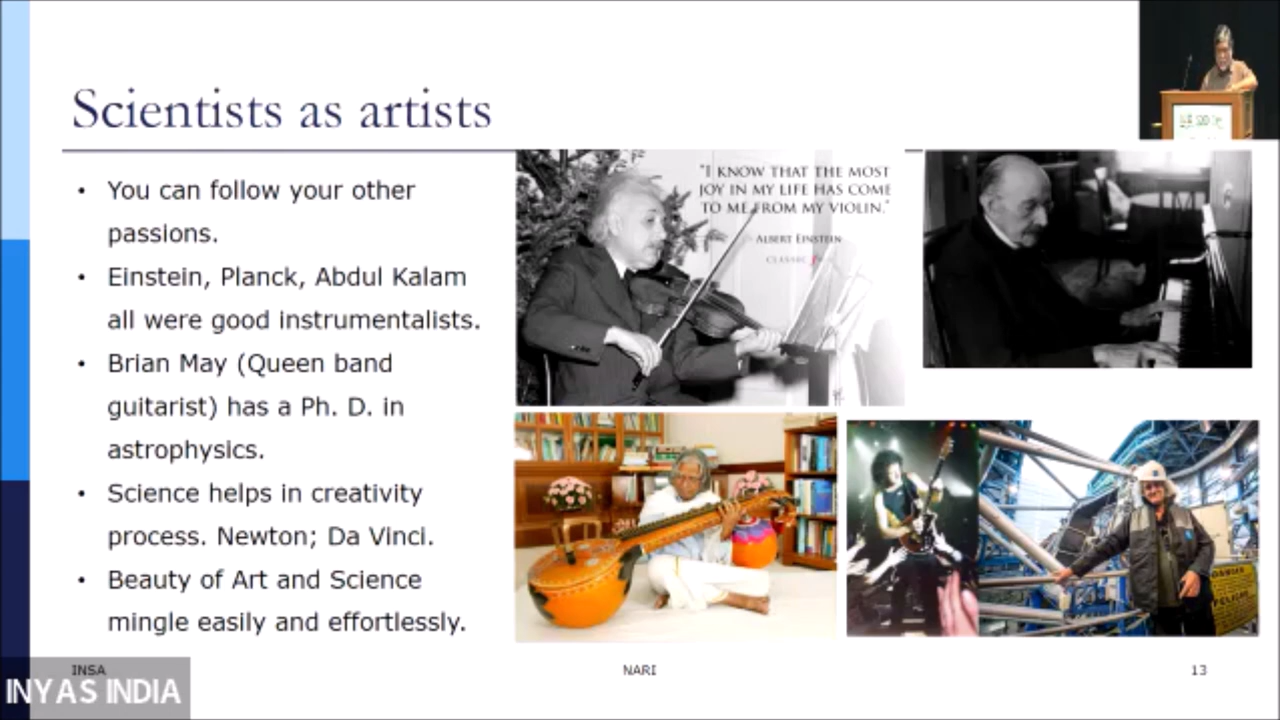 Scientists as artists
• You can follow your other
passions.
• Einstein, Planck, Abdul Kalam
all were good instrumentalists.
• Brian May (Queen band
guitarist) has a Ph. D. in
astrophysics.
• Science helps in creativity
process. Newton; Da Vinci.
• Beauty of Art and Science
mingle easily and effortlessly.
"I KNOW THAT THE MOST
JOY IN MY LIFE HAS COME
TO ME FROM MY VIOLIN."
ALBERT EINSTEIN
CLASSIC
PELIGRO
INSA
NARI
13
INYAS INDIA